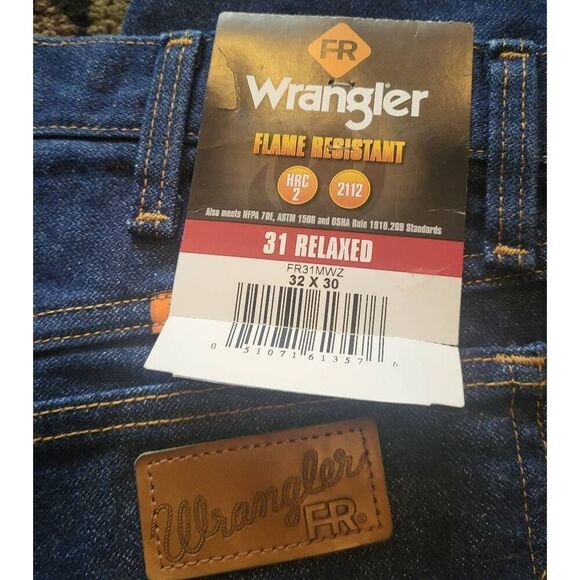 FR
Wrangler
FLAME RESISTANT
HRC
2
2112
Also meets NFPA 70E, ASTM 1506 and OSHA Rule 1910.269 Standards
31 RELAXED
FR31MWZ
32 X 30
0 51071 61357 6
Wrangler
FR®